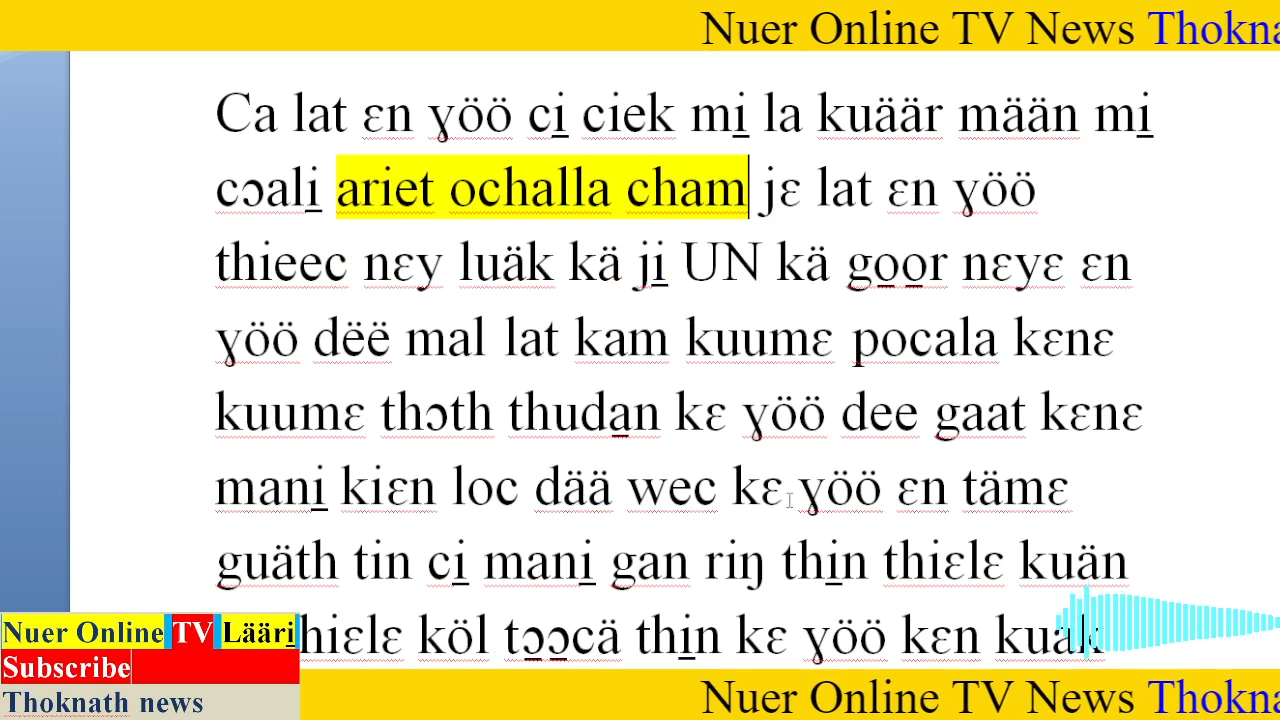 Nuer Online TV News Thokna
Ca lat ɛn ɣöö ci̱ ciek mi̱ la kuäär mään mi̱
cɔali̱ ariet ochalla cham jɛ lat ɛn ɣöö
thieec nɛy luäk kä ji̱ UN kä go̱o̱r nɛyɛ ɛn
ɣöö dëë mal lat kam kuumɛ pocala kɛnɛ
kuumɛ thɔth thuda̱n kɛ ɣöö dee gaat kɛnɛ
mani̱ kiɛn loc dää wec kɛ ɣöö ɛn tämɛ
guäth tin ci̱ mani̱ gan riŋ thi̱n thiɛlɛ kuän
hiɛlɛ köl tɔ̱ɔ̱cä thi̱n kɛ ɣöö kɛn kuak
Nuer Online TV Lääri̱
Subscribe
Thoknath news
Nuer Online TV News Thokna